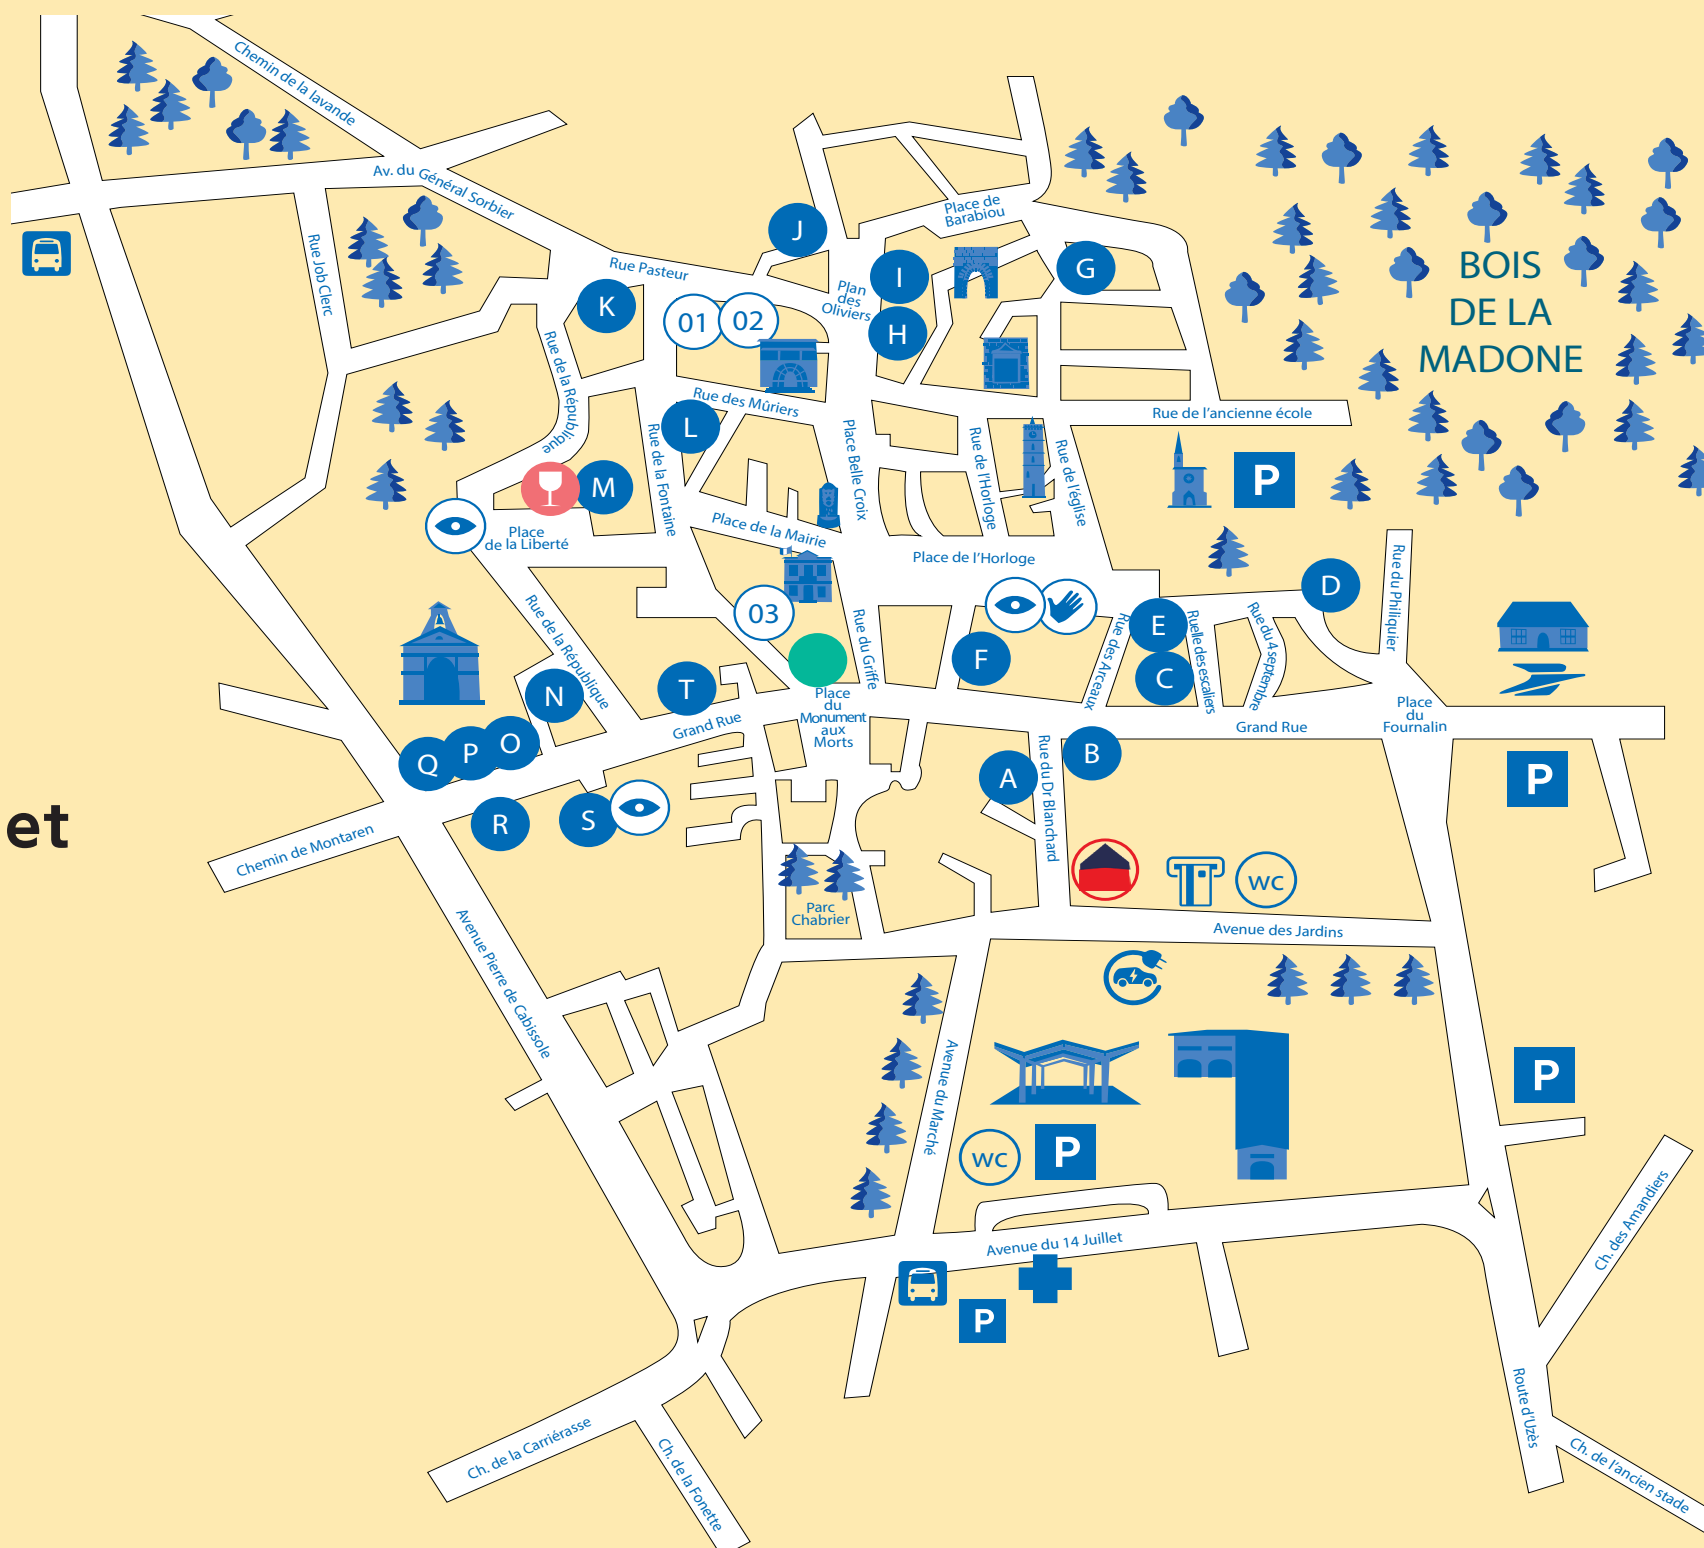 Chemin de la lavande
Av. du Général Sorbier
Rue Job Clerc
Rue Pasteur
J
Place de
Barabiou
I
G
Plan
des
Oliviers
K
01
02
H
BOIS
DE LA
MADONE
Rue de la République
Rue des Mûriers
L
Rue de l'ancienne école
Rue de la Fontaine
Place Belle Croix
Rue de l'Horloge
Rue de l'église
P
M
Place
de la Liberté
Place de la Mairie
Place de l'Horloge
Rue du Philiquier
D
03
Rue de la République
Rue du Griffe
F
Rue des Arceaux
E
C
Ruelle des escaliers
Rue du 4 septembre
N
T
Place
du
Monument
aux
Morts
Grand Rue
Grand Rue
Place
du
Fournalin
Q
P
O
A
B
Rue du Dr Blanchard
P
R
S
et
Chemin de Montaren
wc
Parc
Chabrier
Avenue des Jardins
Avenue Pierre de Cabissole
Avenue du Marché
P
wc
P
Avenue du 14 Juillet
Ch. des Amandiers
P
Route d'Uzès
Ch. de la Carriérasse
Ch. de la Fonette
Ch. de l'ancien stade